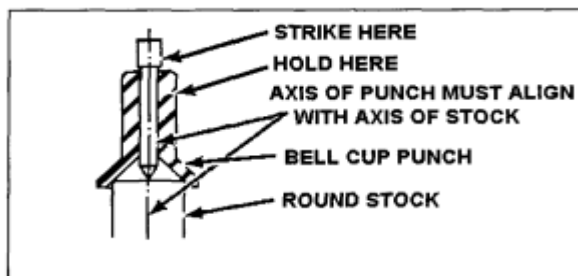 STRIKE HERE
HOLD HERE
AXIS OF PUNCH MUST ALIGN
WITH AXIS OF STOCK
BELL CUP PUNCH
ROUND STOCK